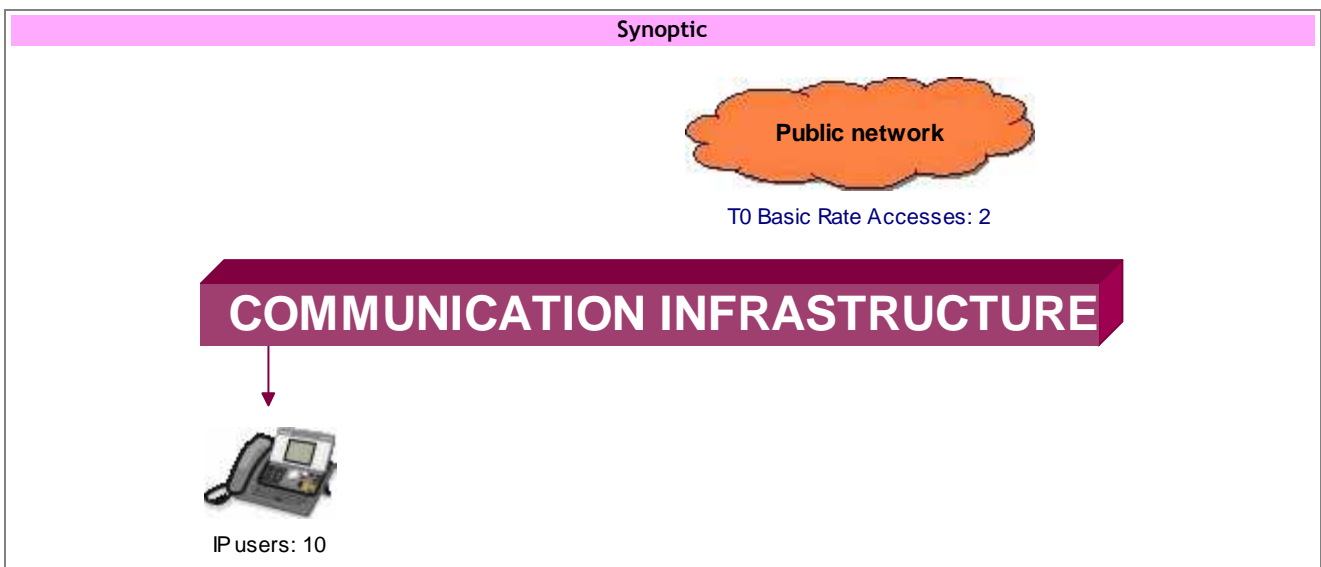 Synoptic
Public network
T0 Basic Rate Accesses: 2
COMMUNICATION INFRASTRUCTURE
IP users: 10